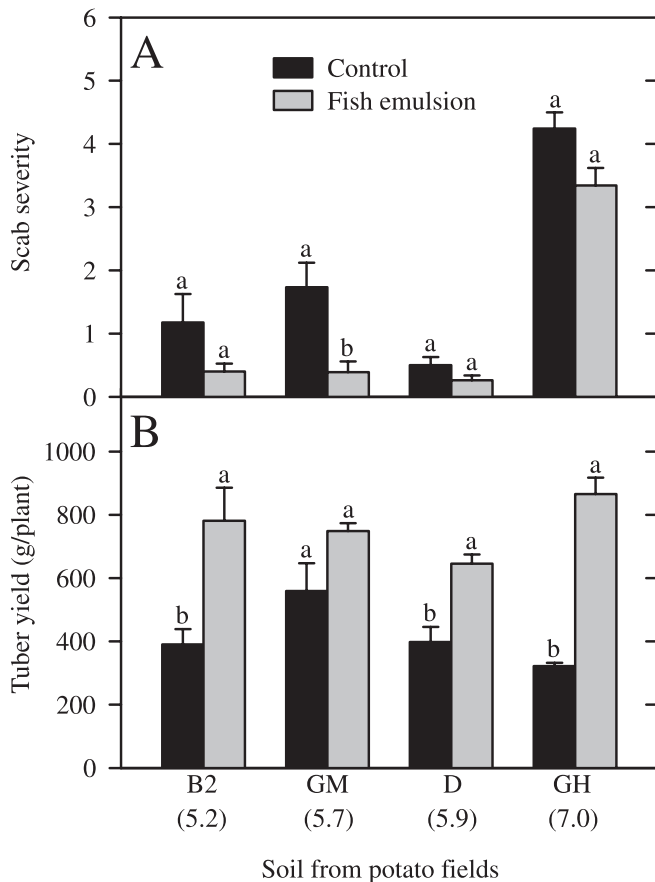 6
A
Control
5
Fish emulsion
a
a
4
3
a
a
2
a
b
a
a
1
0
Scab severity
B
1000
a
a
a
800
a
a
600
b
b
b
400
200
0
Tuber yield (g/plant)
B2 GM D GH
(5.2) (5.7) (5.9) (7.0)
Soil from potato fields